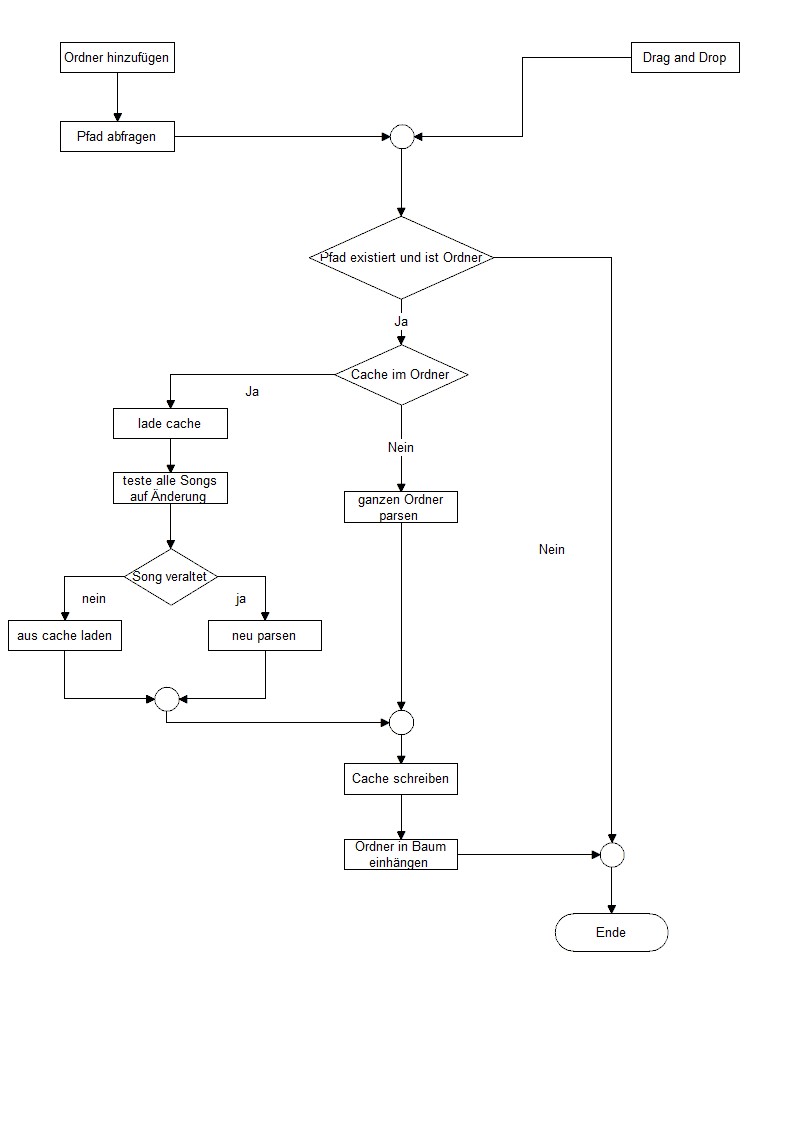 Ordner hinzufügen
Drag and Drop
Pfad abfragen
Pfad existiert und ist Ordner
Ja
Cache im Ordner
Ja
lade cache
Nein
teste alle Songs
auf Änderung
ganzen Ordner
parsen
Nein
Song veraltet
nein
ja
aus cache laden
neu parsen
Cache schreiben
Ordner in Baum
einhängen
Ende